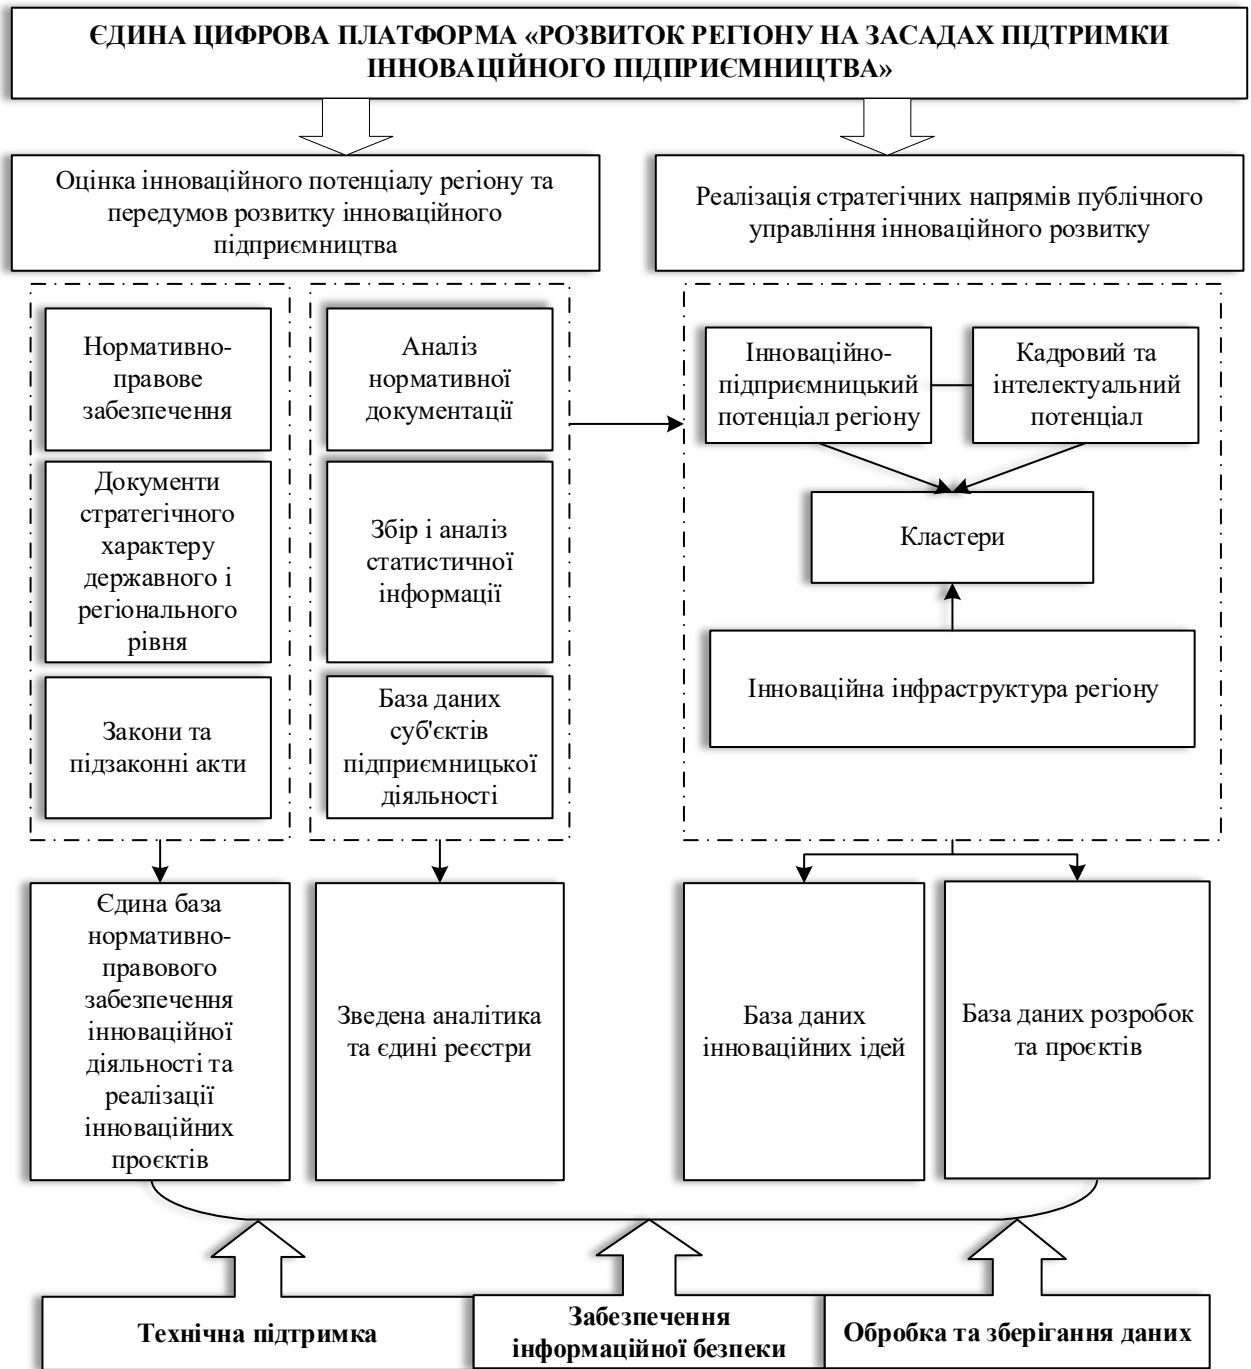 ЄДИНА ЦИФРОВА ПЛАТФОРМА «РОЗВИТОК РЕГІОНУ НА ЗАСАДАХ ПІДТРИМКИ
ІННОВАЦІЙНОГО ПІДПРИЄМНИЦТВА»
Оцінка інноваційного потенціалу регіону та
передумов розвитку інноваційного
підприємництва
Реалізація стратегічних напрямів публічного
управління інноваційного розвитку
Нормативно-
правове
забезпечення
Документи
стратегічного
характеру
державного і
регіонального
рівня
Закони та
підзаконні акти
Аналіз
нормативної
документації
Збір і аналіз
статистичної
інформації
База даних
суб'єктів
підприємницької
діяльності
Інноваційно-
підприємницький
потенціал регіону
Кадровий та
інтелектуальний
потенціал
Кластери
Інноваційна інфраструктура регіону
Єдина база
нормативно-
правового
забезпечення
інноваційної
діяльності та
реалізації
інноваційних
проєктів
Зведена аналітика
та єдині реєстри
База даних
інноваційних ідей
База даних розробок
та проєктів
Технічна підтримка
Забезпечення
інформаційної безпеки
Обробка та зберігання даних